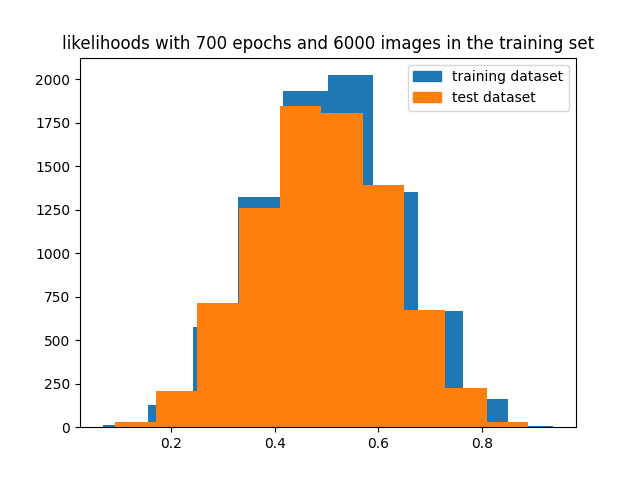 likelihoods with 700 epochs and 6000 images in the training set
training dataset
test dataset
2000
1750
1500
1250
1000
750
500
250
0
0.2 0.4 0.6 0.8